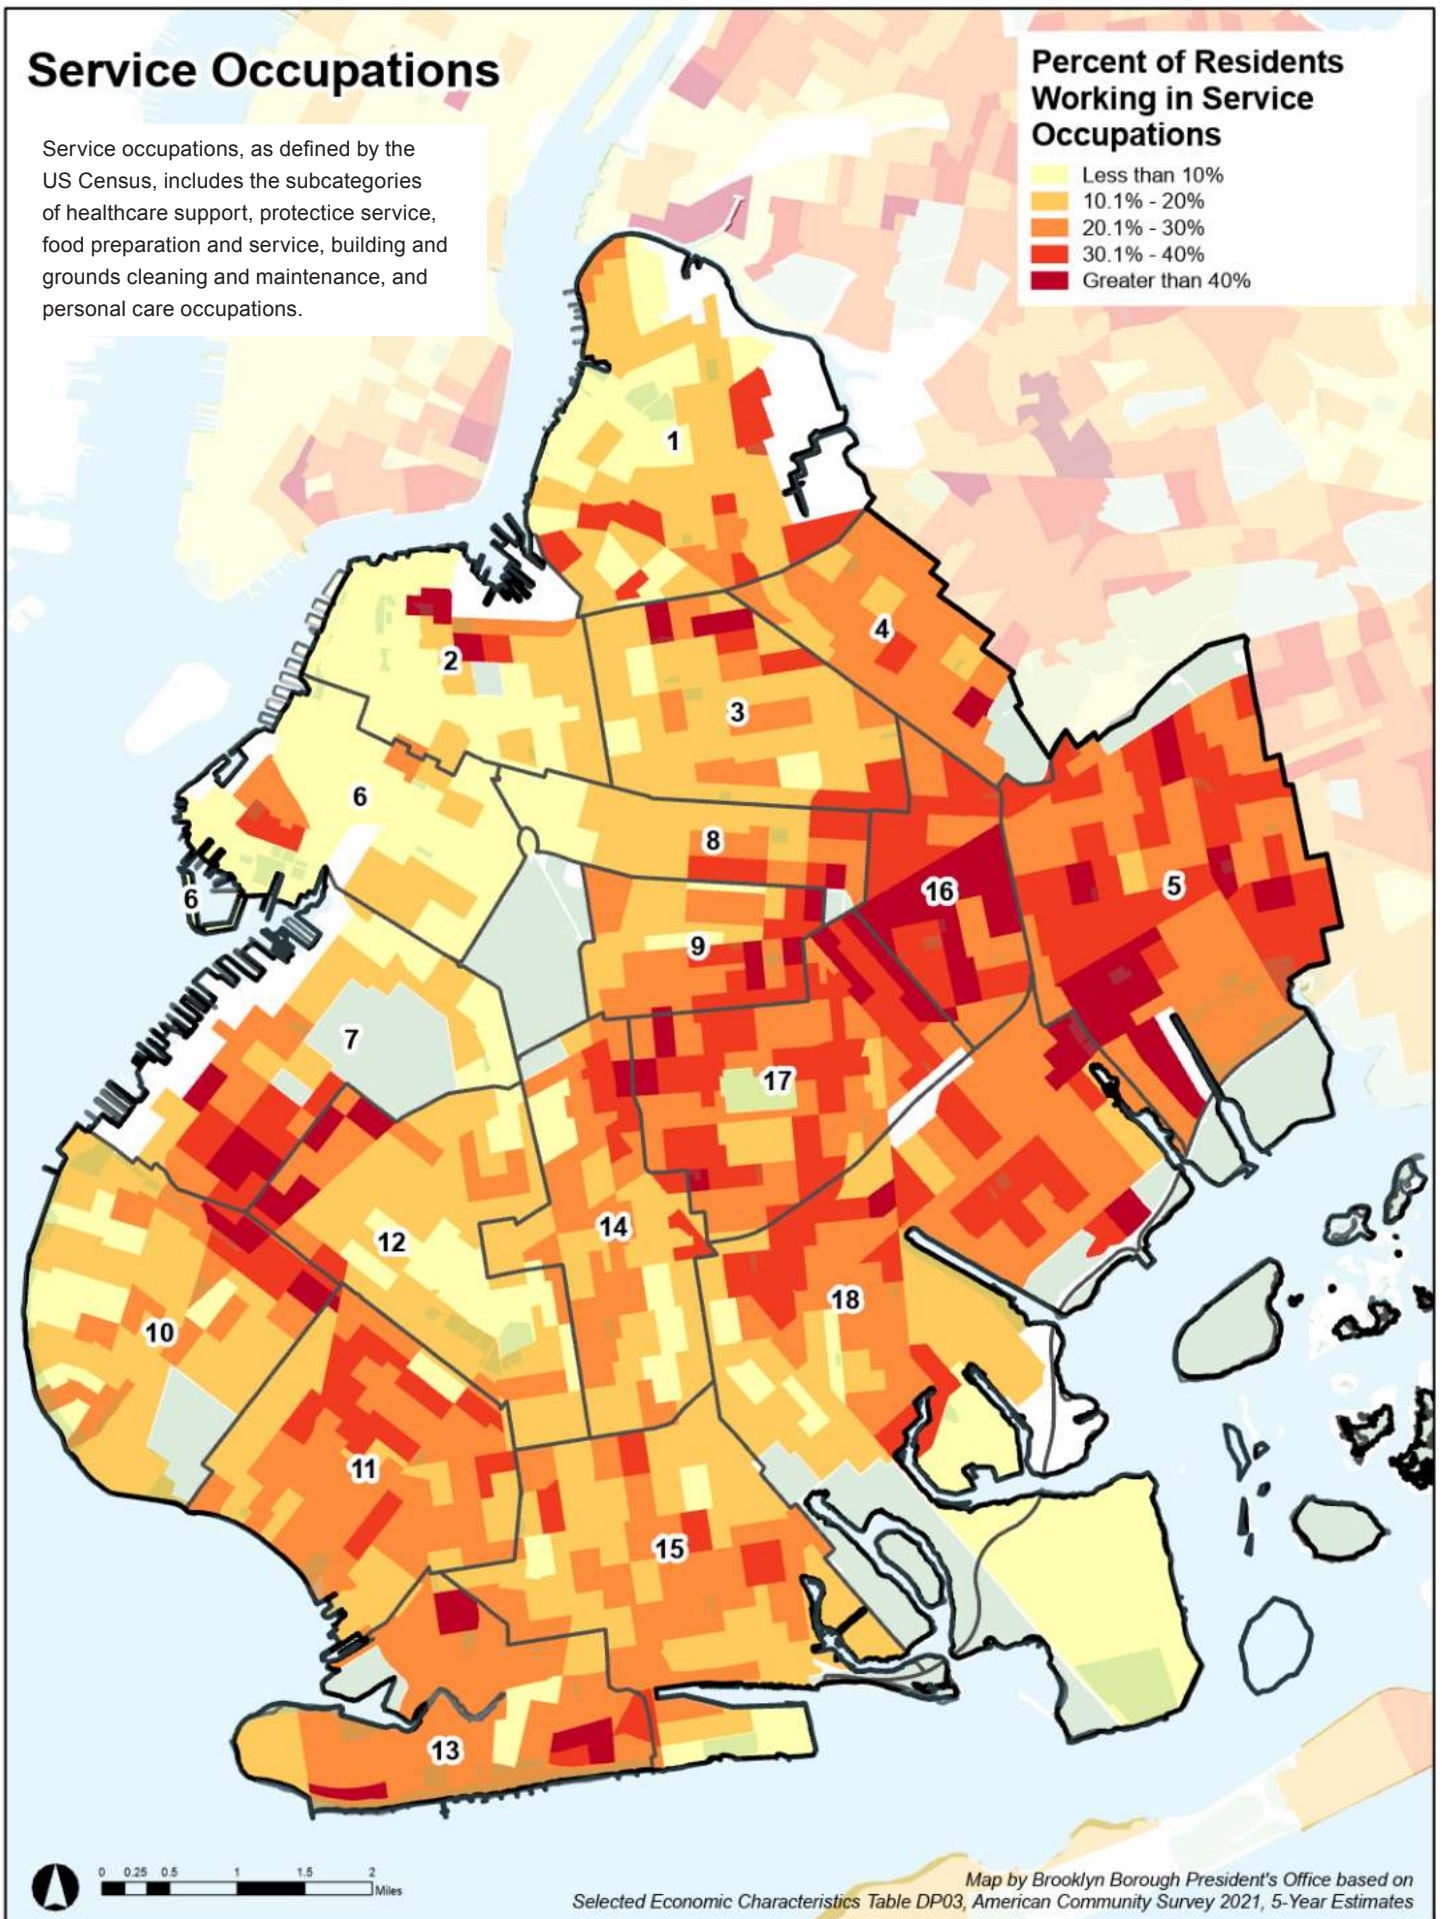 Service Occupations
Service occupations, as defined by the
US Census, includes the subcategories
of healthcare support, protectice service,
food preparation and service, building and
grounds cleaning and maintenance, and
personal care occupations.
Percent of Residents
Working in Service
Occupations
Less than 10%
10.1% - 20%
20.1% - 30%
30.1% - 40%
Greater than 40%
1
4
2
3
6
8
5
16
6
9
7
17
14
12
18
10
11
15
13
0 0.25 0.5 1 1.5 2
Miles
Map by Brooklyn Borough President's Office based on
Selected Economic Characteristics Table DP03, American Community Survey 2021, 5-Year Estimates